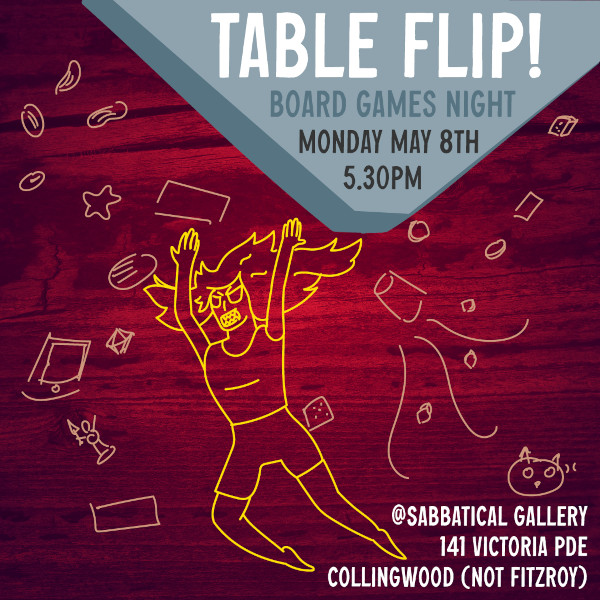 TABLE FLIP!
BOARD GAMES NIGHT
MONDAY MAY 8TH
5.30PM
@SABBATICAL GALLERY
141 VICTORIA PDE
COLLINGWOOD (NOT FITZROY)